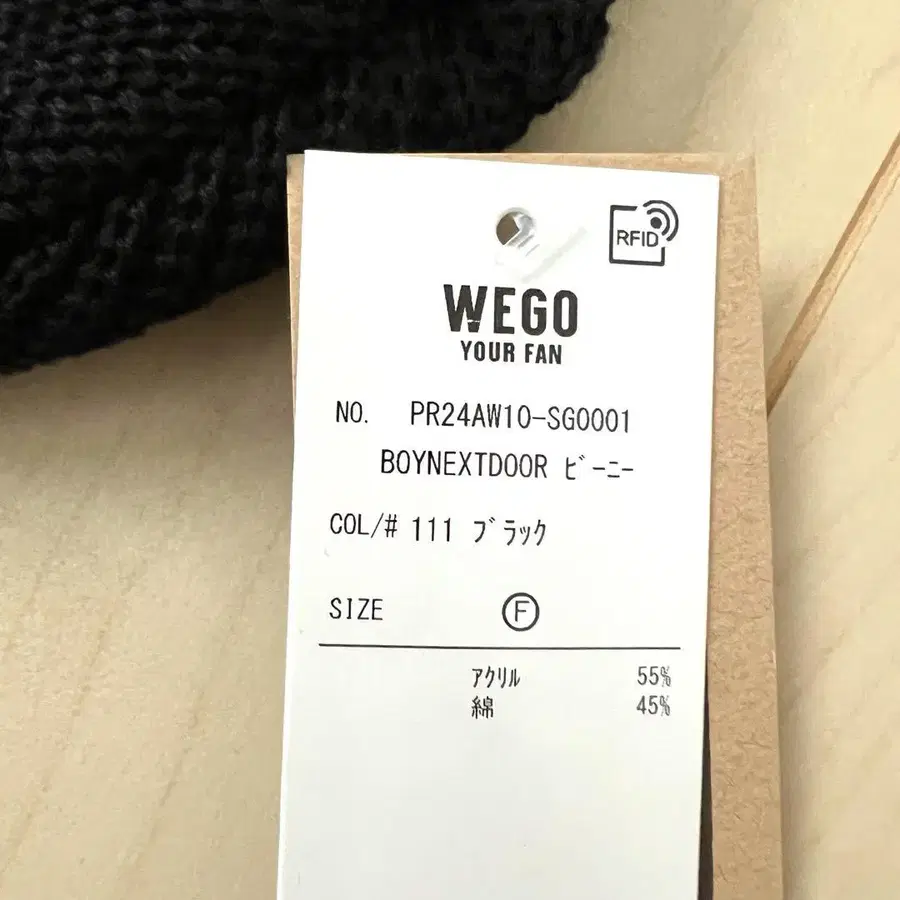 RFID
WEGO
YOUR FAN
NO. PR24AW10-SG0001
BOYNEXTDOOR ビーニー
COL/# 111 ブラック
SIZE Ⓕ
アクリル 55%
綿 45%